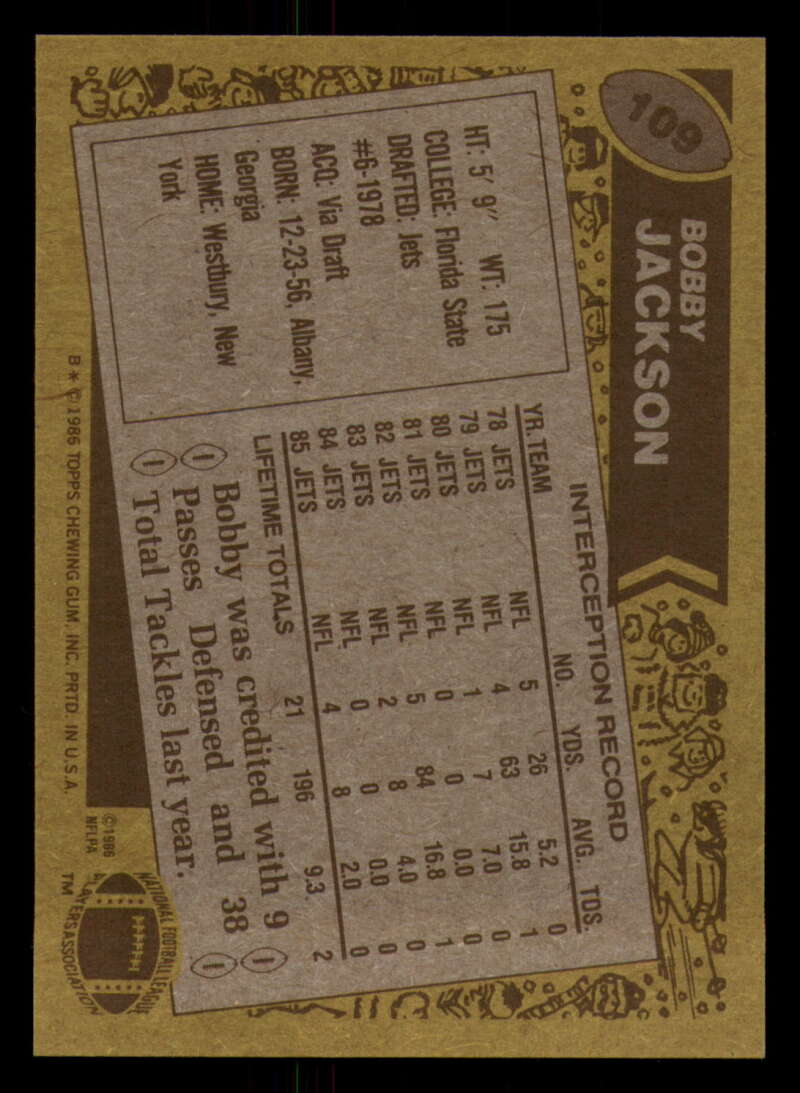 109
BOBBY
JACKSON
HT: 5' 9" WT: 175
COLLEGE: Florida State
DRAFTED: Jets
#6-1978
ACQ: Via Draft
BORN: 12-23-56, Albany,
Georgia
HOME: Westbury, New
York
INTERCEPTION RECORD
YR. TEAM NO. YDS. AVG. TDS.
78 JETS NFL 5 26 5.2 0
79 JETS NFL 4 63 15.8 1
80 JETS NFL 1 7 7.0 0
81 JETS NFL 0 0 0.0 0
82 JETS NFL 5 84 16.8 1
83 JETS NFL 2 8 4.0 0
84 JETS NFL 0 0 0.0 0
85 JETS NFL 4 8 2.0 0
LIFETIME TOTALS 21 196 9.3 2
Bobby was credited with 9
Passes Defensed and 38
Total Tackles last year.
B * © 1986 TOPPS CHEWING GUM, INC. PRTD. IN U.S.A.
© 1986
NFLPA
NATIONAL FOOTBALL LEAGUE
PLAYERS ASSOCIATION
TM